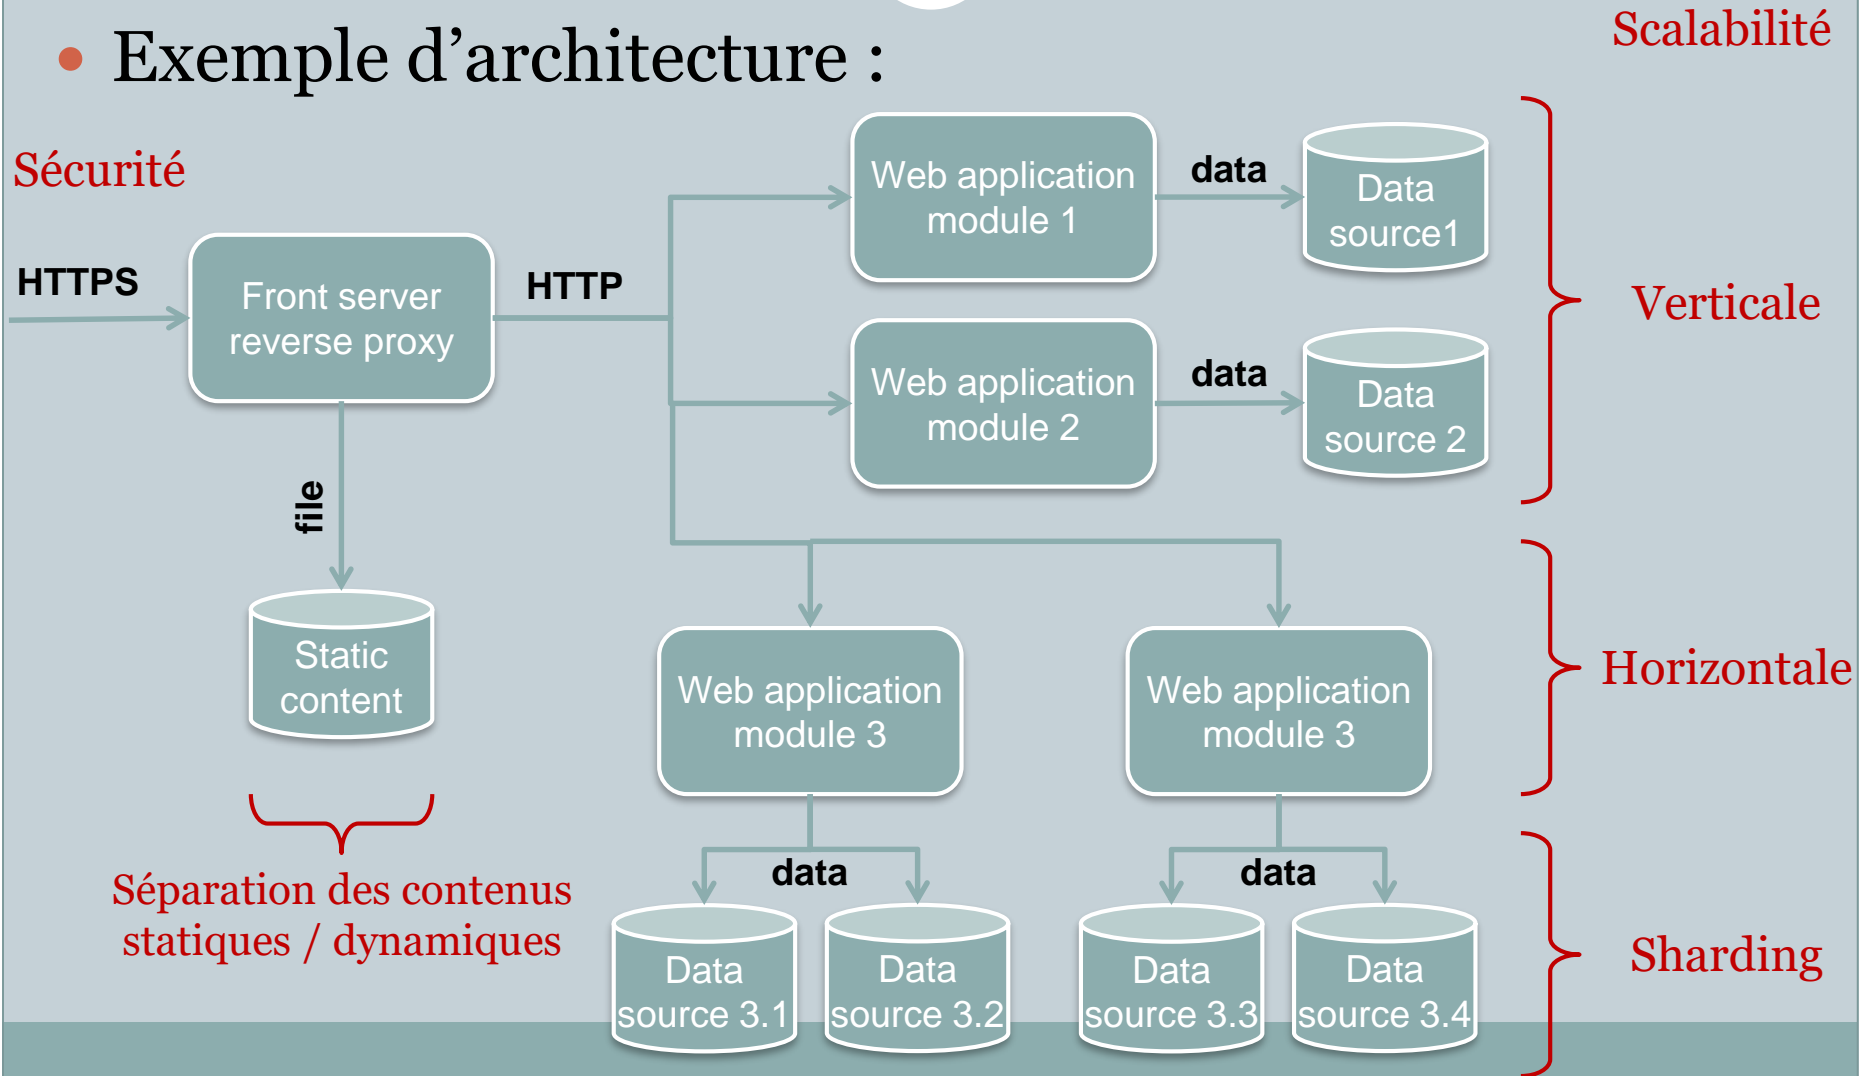 Scalabilité
• Exemple d’architecture :
Sécurité
HTTPS
Front server
reverse proxy
HTTP
file
Static
content
Séparation des contenus
statiques / dynamiques
Web application
module 1
data
Data
source1
Web application
module 2
data
Data
source 2
Verticale
Web application
module 3
Web application
module 3
Horizontale
data
data
Data
source 3.1
Data
source 3.2
Data
source 3.3
Data
source 3.4
Sharding